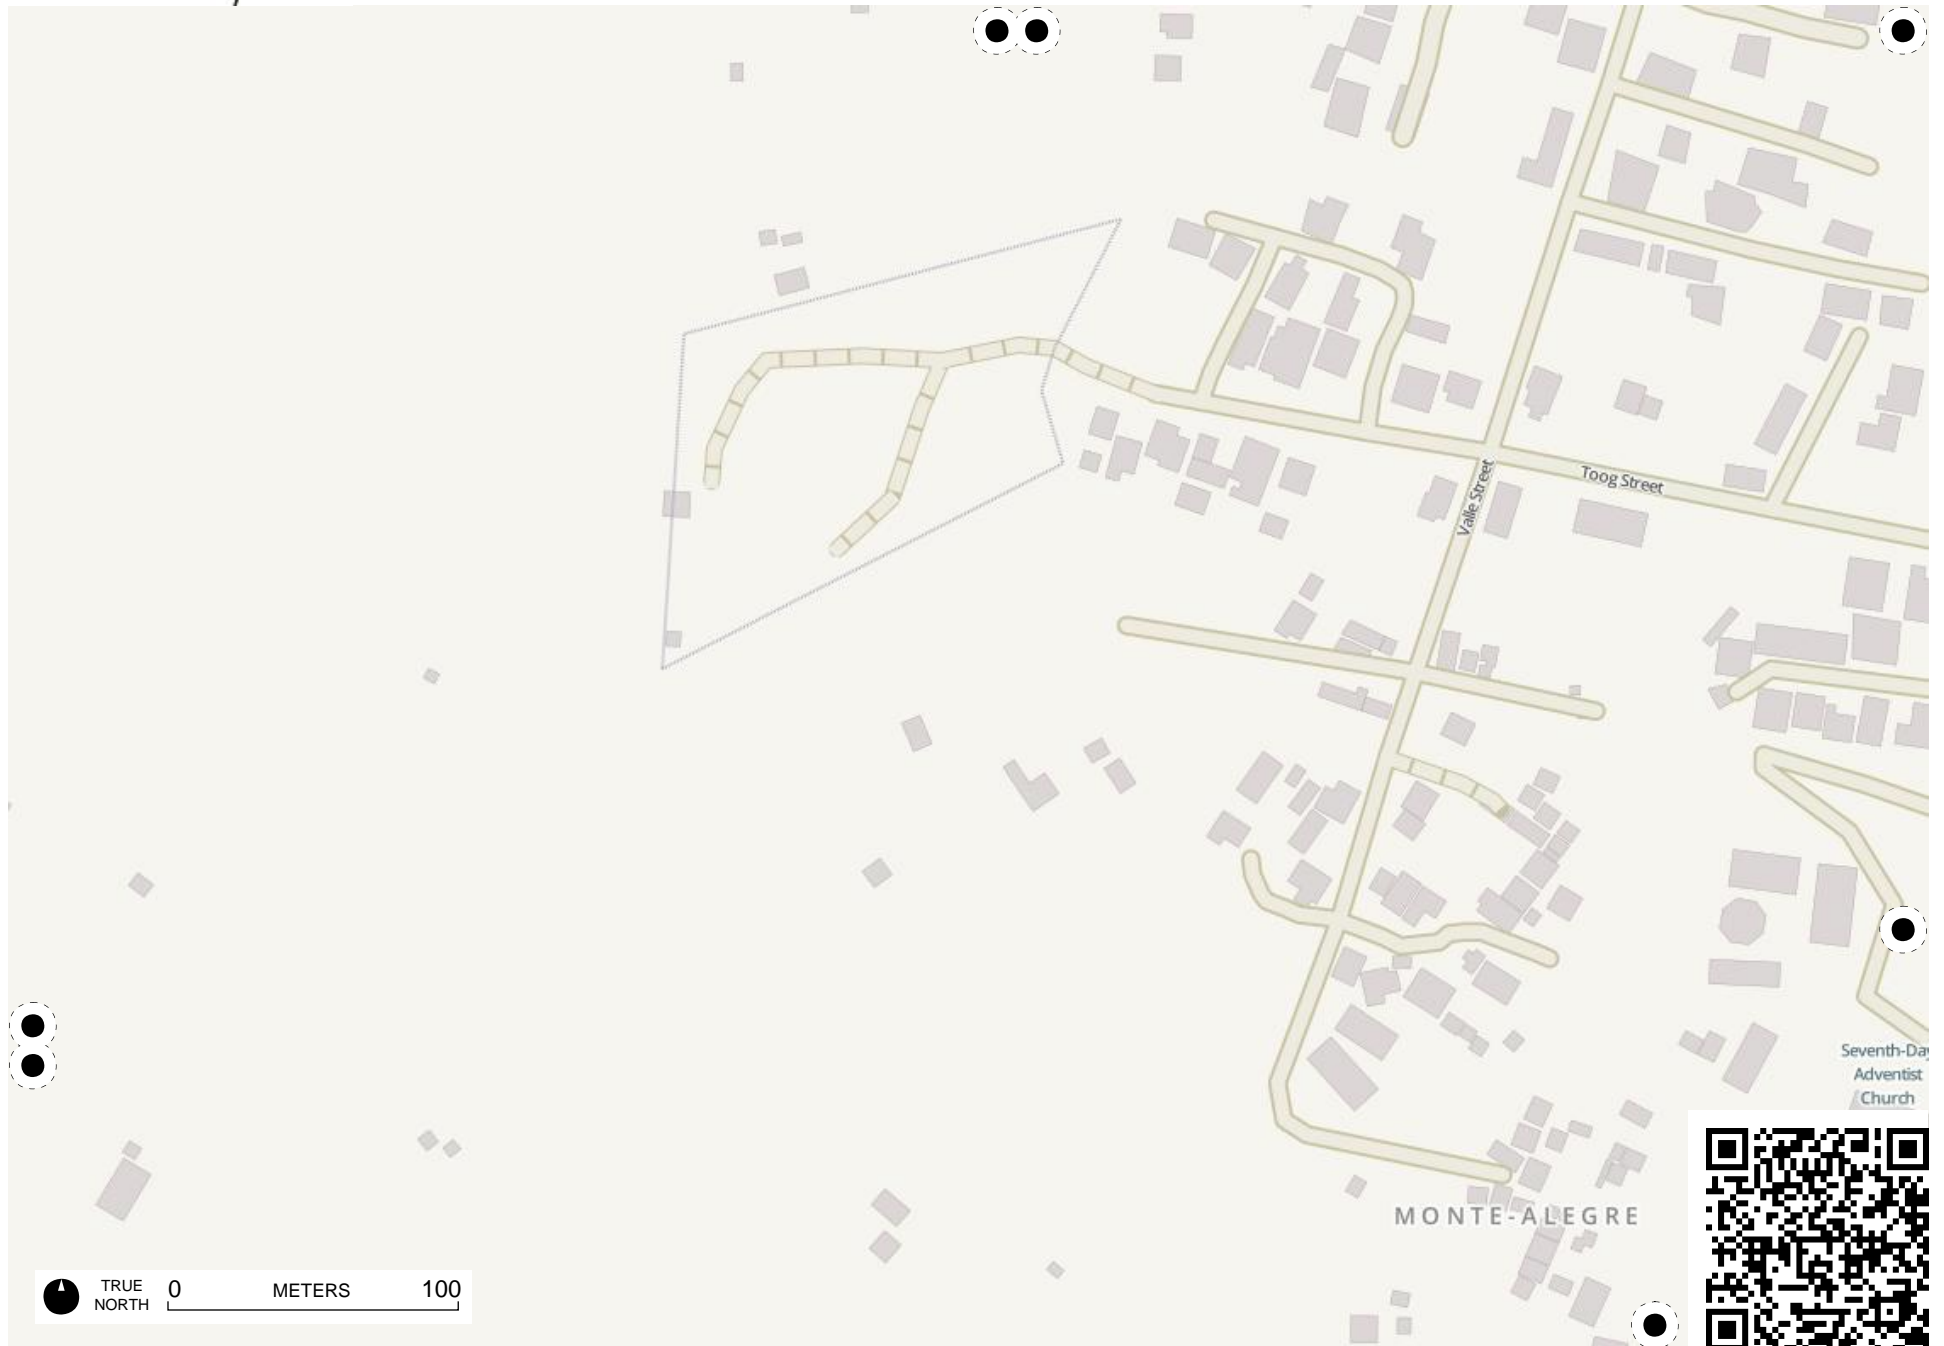 Toog Street
Valle Street
Seventh-Day
Adventist
Church
MONTE-ALEGRE
TRUE
NORTH
0 METERS 100